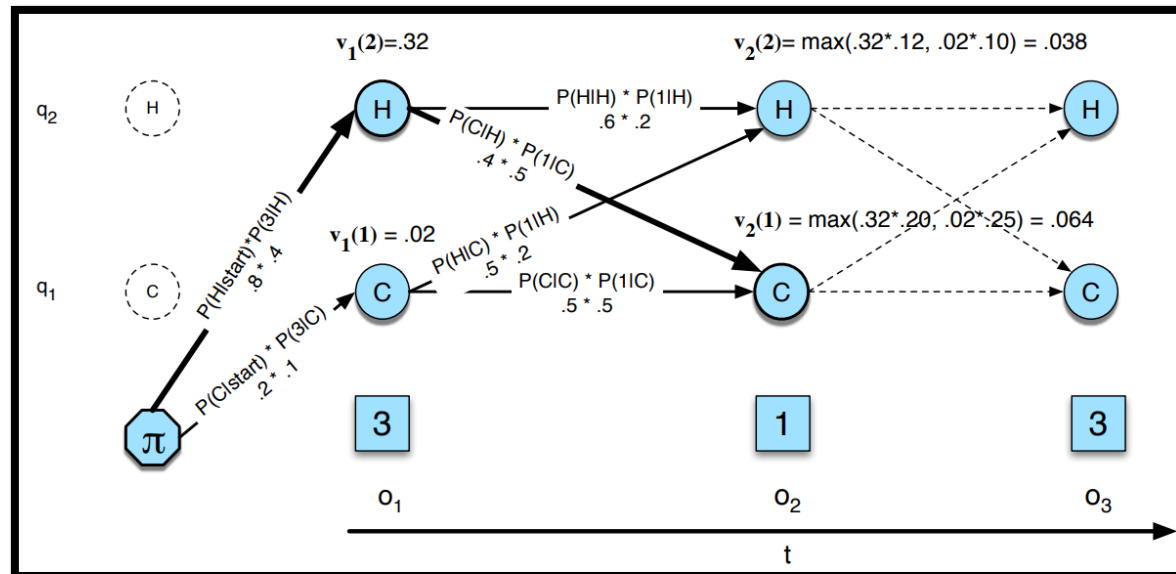 v₁(2)=.32
v₂(2)= max(.32*.12, .02*.10) = .038
q₂
H
H
P(H|H) * P(1|H)
.6 * .2
H
H
P(C|H) * P(1|C)
.4 * .5
P(H|start)*P(3|H)
.8 * .4
v₁(1) = .02
P(H|C) * P(1|H)
.5 * .2
v₂(1) = max(.32*.20, .02*.25) = .064
q₁
C
C
P(C|C) * P(1|C)
.5 * .5
C
C
P(C|start) * P(3|C)
.2 * .1
π
3
1
3
o₁
o₂
o₃
t